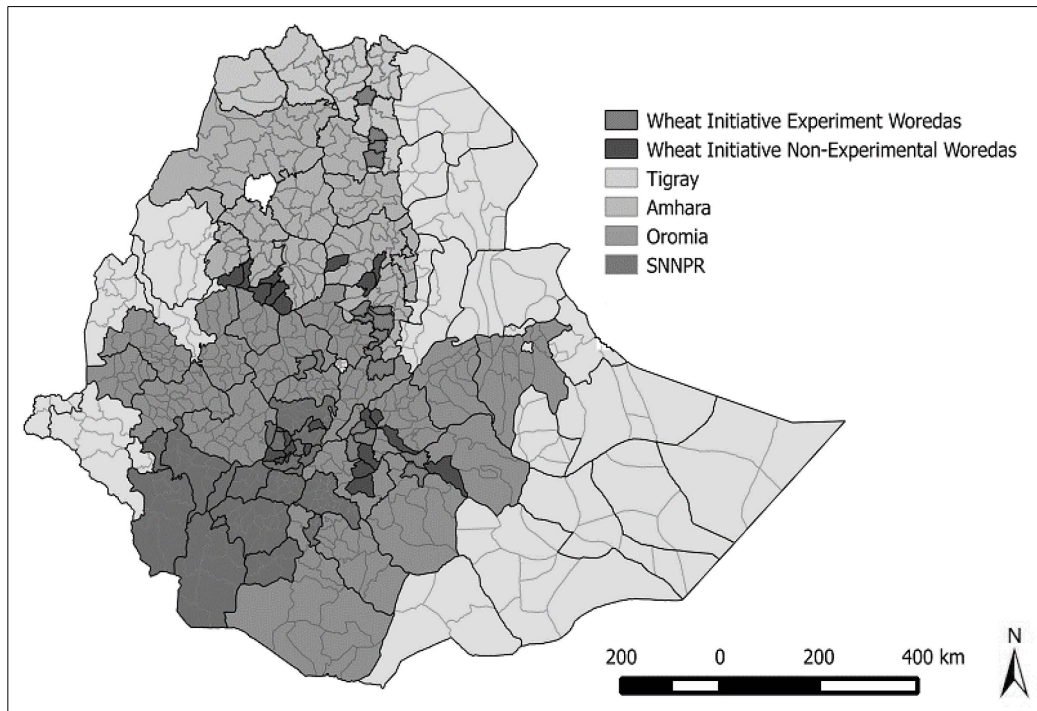 Wheat Initiative Experiment Woredas
Wheat Initiative Non-Experimental Woredas
Tigray
Amhara
Oromia
SNNPR
N
200 0 200 400 km